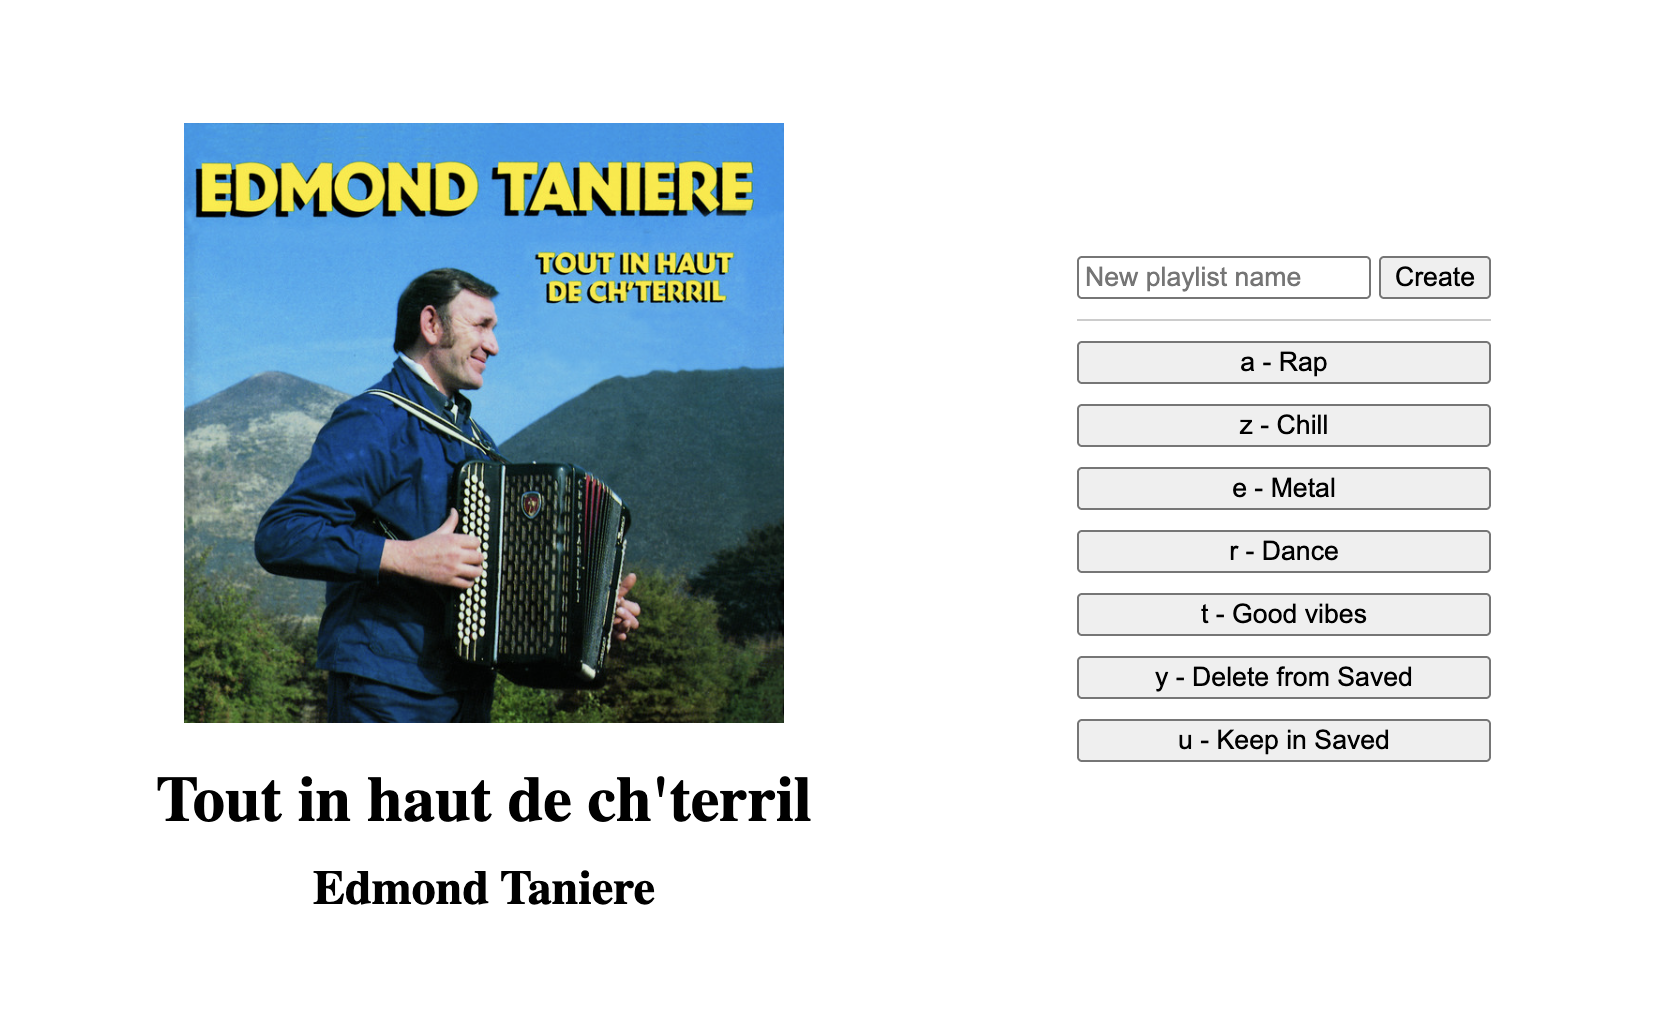 EDMOND TANIERE
TOUT IN HAUT
DE CH'TERRIL
Tout in haut de ch'terril
Edmond Taniere
New playlist name
Create
a - Rap
z - Chill
e - Metal
r - Dance
t - Good vibes
y - Delete from Saved
u - Keep in Saved